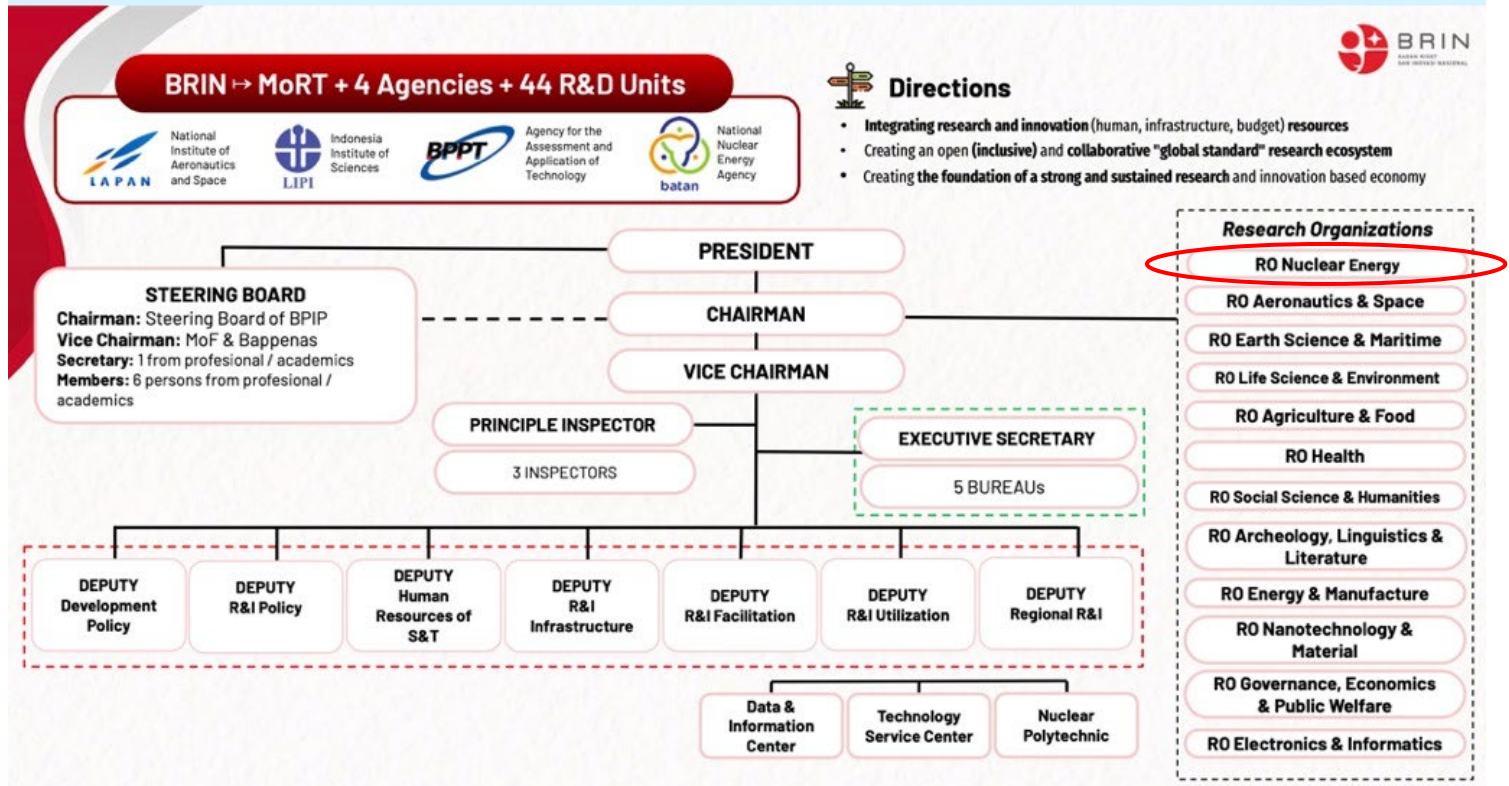 BRIN ↦ MoRT + 4 Agencies + 44 R&D Units
LAPAN
National
Institute of
Aeronautics
and Space
LIPI
Indonesia
Institute of
Sciences
BPPT
Agency for the
Assessment and
Application of
Technology
batan
National
Nuclear
Energy
Agency
BRIN
BADAN RISET
DAN INOVASI NASIONAL
Directions
• Integrating research and innovation (human, infrastructure, budget) resources
• Creating an open (inclusive) and collaborative "global standard" research ecosystem
• Creating the foundation of a strong and sustained research and innovation based economy
PRESIDENT
STEERING BOARD
Chairman: Steering Board of BPIP
Vice Chairman: MoF & Bappenas
Secretary: 1 from profesional / academics
Members: 6 persons from profesional /
academics
CHAIRMAN
VICE CHAIRMAN
PRINCIPLE INSPECTOR
3 INSPECTORS
EXECUTIVE SECRETARY
5 BUREAUs
DEPUTY
Development
Policy
DEPUTY
R&I Policy
DEPUTY
Human
Resources of
S&T
DEPUTY
R&I
Infrastructure
DEPUTY
R&I Facilitation
DEPUTY
R&I Utilization
DEPUTY
Regional R&I
Data &
Information
Center
Technology
Service Center
Nuclear
Polytechnic
Research Organizations
RO Nuclear Energy
RO Aeronautics & Space
RO Earth Science & Maritime
RO Life Science & Environment
RO Agriculture & Food
RO Health
RO Social Science & Humanities
RO Archeology, Linguistics &
Literature
RO Energy & Manufacture
RO Nanotechnology &
Material
RO Governance, Economics
& Public Welfare
RO Electronics & Informatics